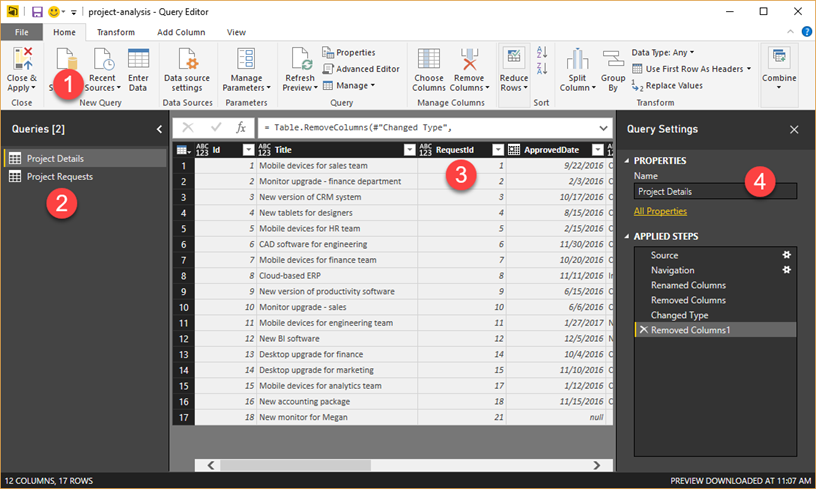 project-analysis - Query Editor
File Home Transform Add Column View
Close & Apply
Recent Sources
Enter Data
Data source settings
Manage Parameters
Refresh Preview
Properties
Advanced Editor
Manage
Choose Columns
Remove Columns
Reduce Rows
Split Column
Group By
Data Type: Any
Use First Row As Headers
Replace Values
Combine
Close New Query Data Sources Parameters Query Manage Columns Sort Transform
1
Queries [2]
Project Details
Project Requests
2
fx = Table.RemoveColumns(#"Changed Type",
ABC 123 Id ABC 123 Title ABC 123 RequestId ApprovedDate ABC 123
1 1 Mobile devices for sales team 1 9/22/2016 C
2 2 Monitor upgrade - finance department 2 2/3/2016 C
3 3 New version of CRM system 3 10/17/2016 C
4 4 New tablets for designers 4 8/15/2016 C
5 5 Mobile devices for HR team 5 2/15/2016 C
6 6 CAD software for engineering 6 11/30/2016 C
7 7 Mobile devices for finance team 7 10/20/2016 C
8 8 Cloud-based ERP 8 11/11/2016 In
9 9 New version of productivity software 9 6/15/2016 C
10 10 Monitor upgrade - sales 10 6/6/2016 C
11 11 Mobile devices for engineering team 11 1/27/2017 N
12 12 New BI software 12 12/5/2016 N
13 13 Desktop upgrade for finance 14 10/4/2016 C
14 14 Desktop upgrade for marketing 15 11/10/2016 C
15 15 Mobile devices for analytics team 17 1/12/2016 C
16 16 New accounting package 18 11/15/2016 C
17 18 New monitor for Megan 21 null
3
Query Settings
PROPERTIES
Name
Project Details
4
All Properties
APPLIED STEPS
Source
Navigation
Renamed Columns
Removed Columns
Changed Type
Removed Columns1
12 COLUMNS, 17 ROWS
PREVIEW DOWNLOADED AT 11:07 AM